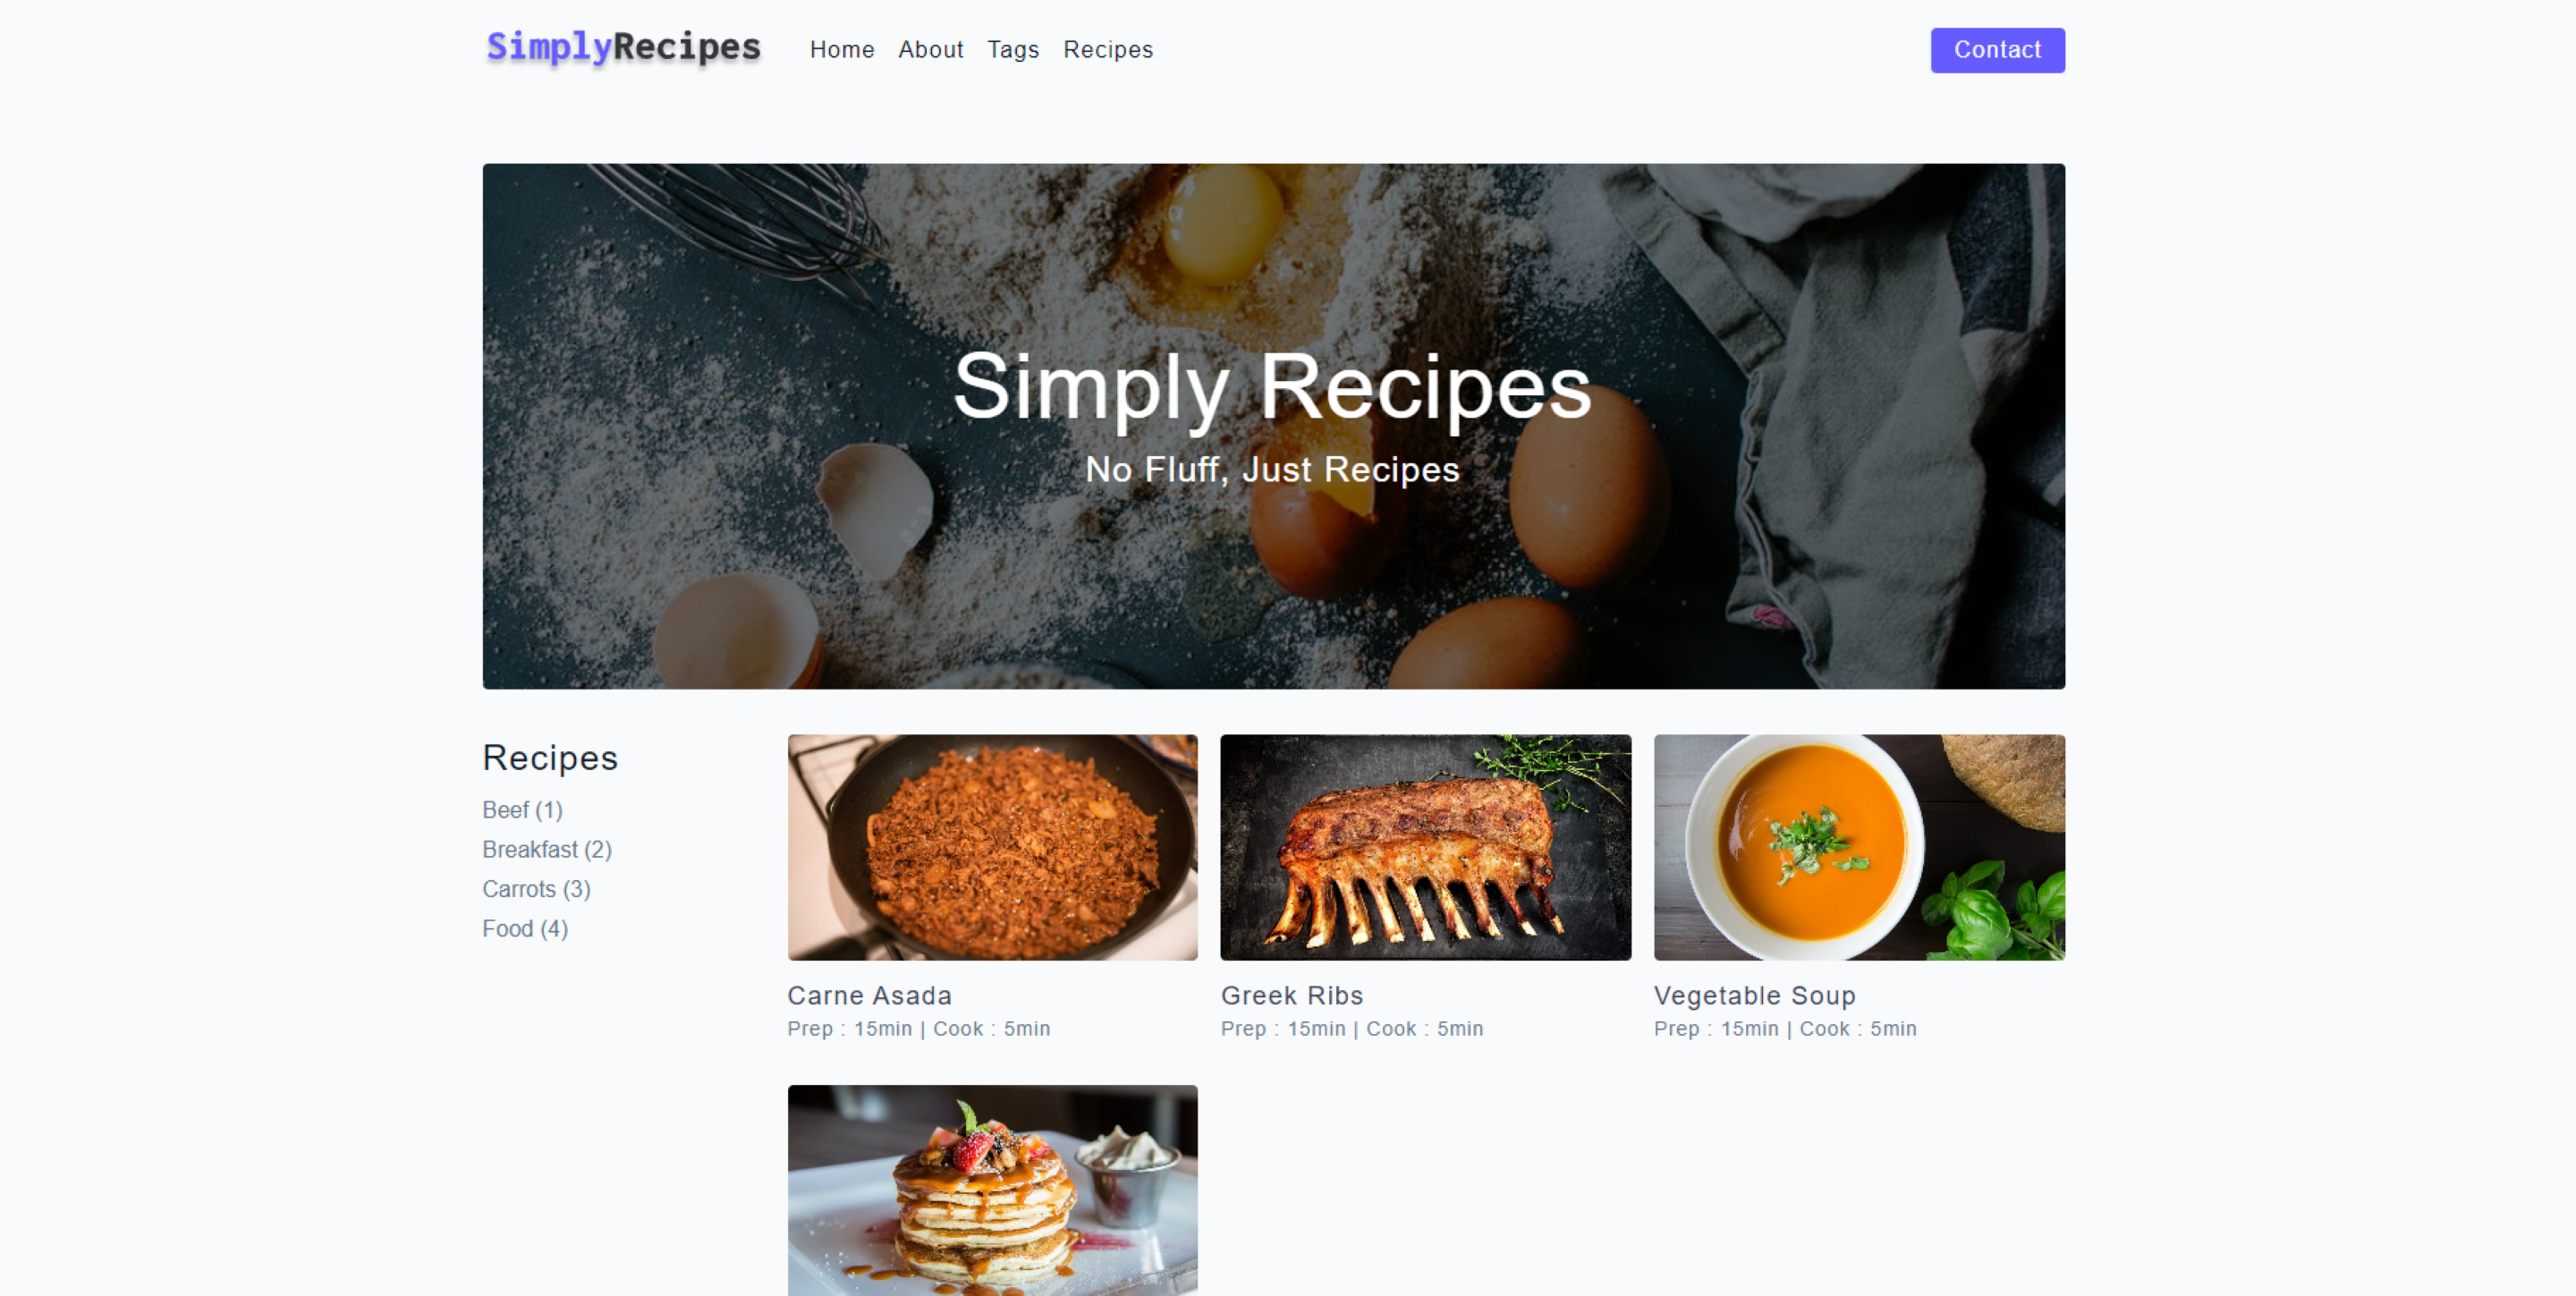 SimplyRecipes Home About Tags Recipes Contact
Simply Recipes
No Fluff, Just Recipes
Recipes
Beef (1)
Breakfast (2)
Carrots (3)
Food (4)
Carne Asada
Prep : 15min | Cook : 5min
Greek Ribs
Prep : 15min | Cook : 5min
Vegetable Soup
Prep : 15min | Cook : 5min